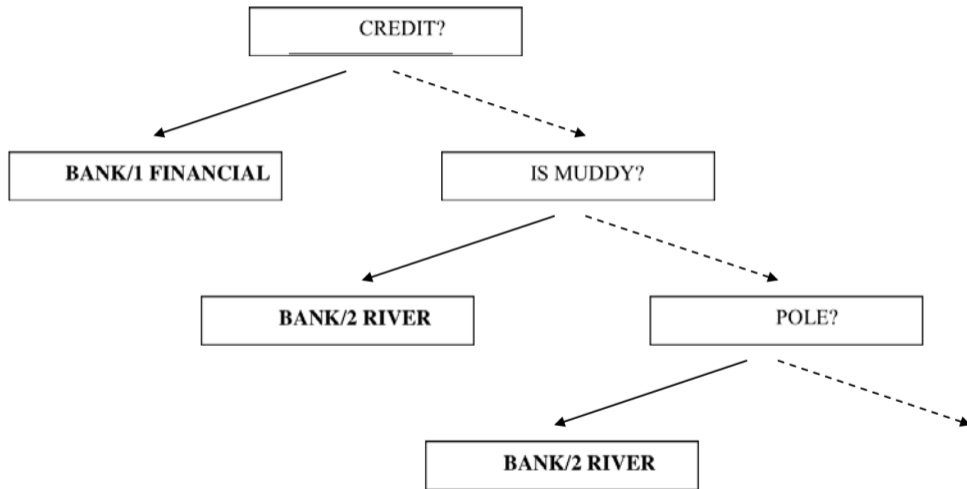 CREDIT?
BANK/1 FINANCIAL
IS MUDDY?
BANK/2 RIVER
POLE?
BANK/2 RIVER